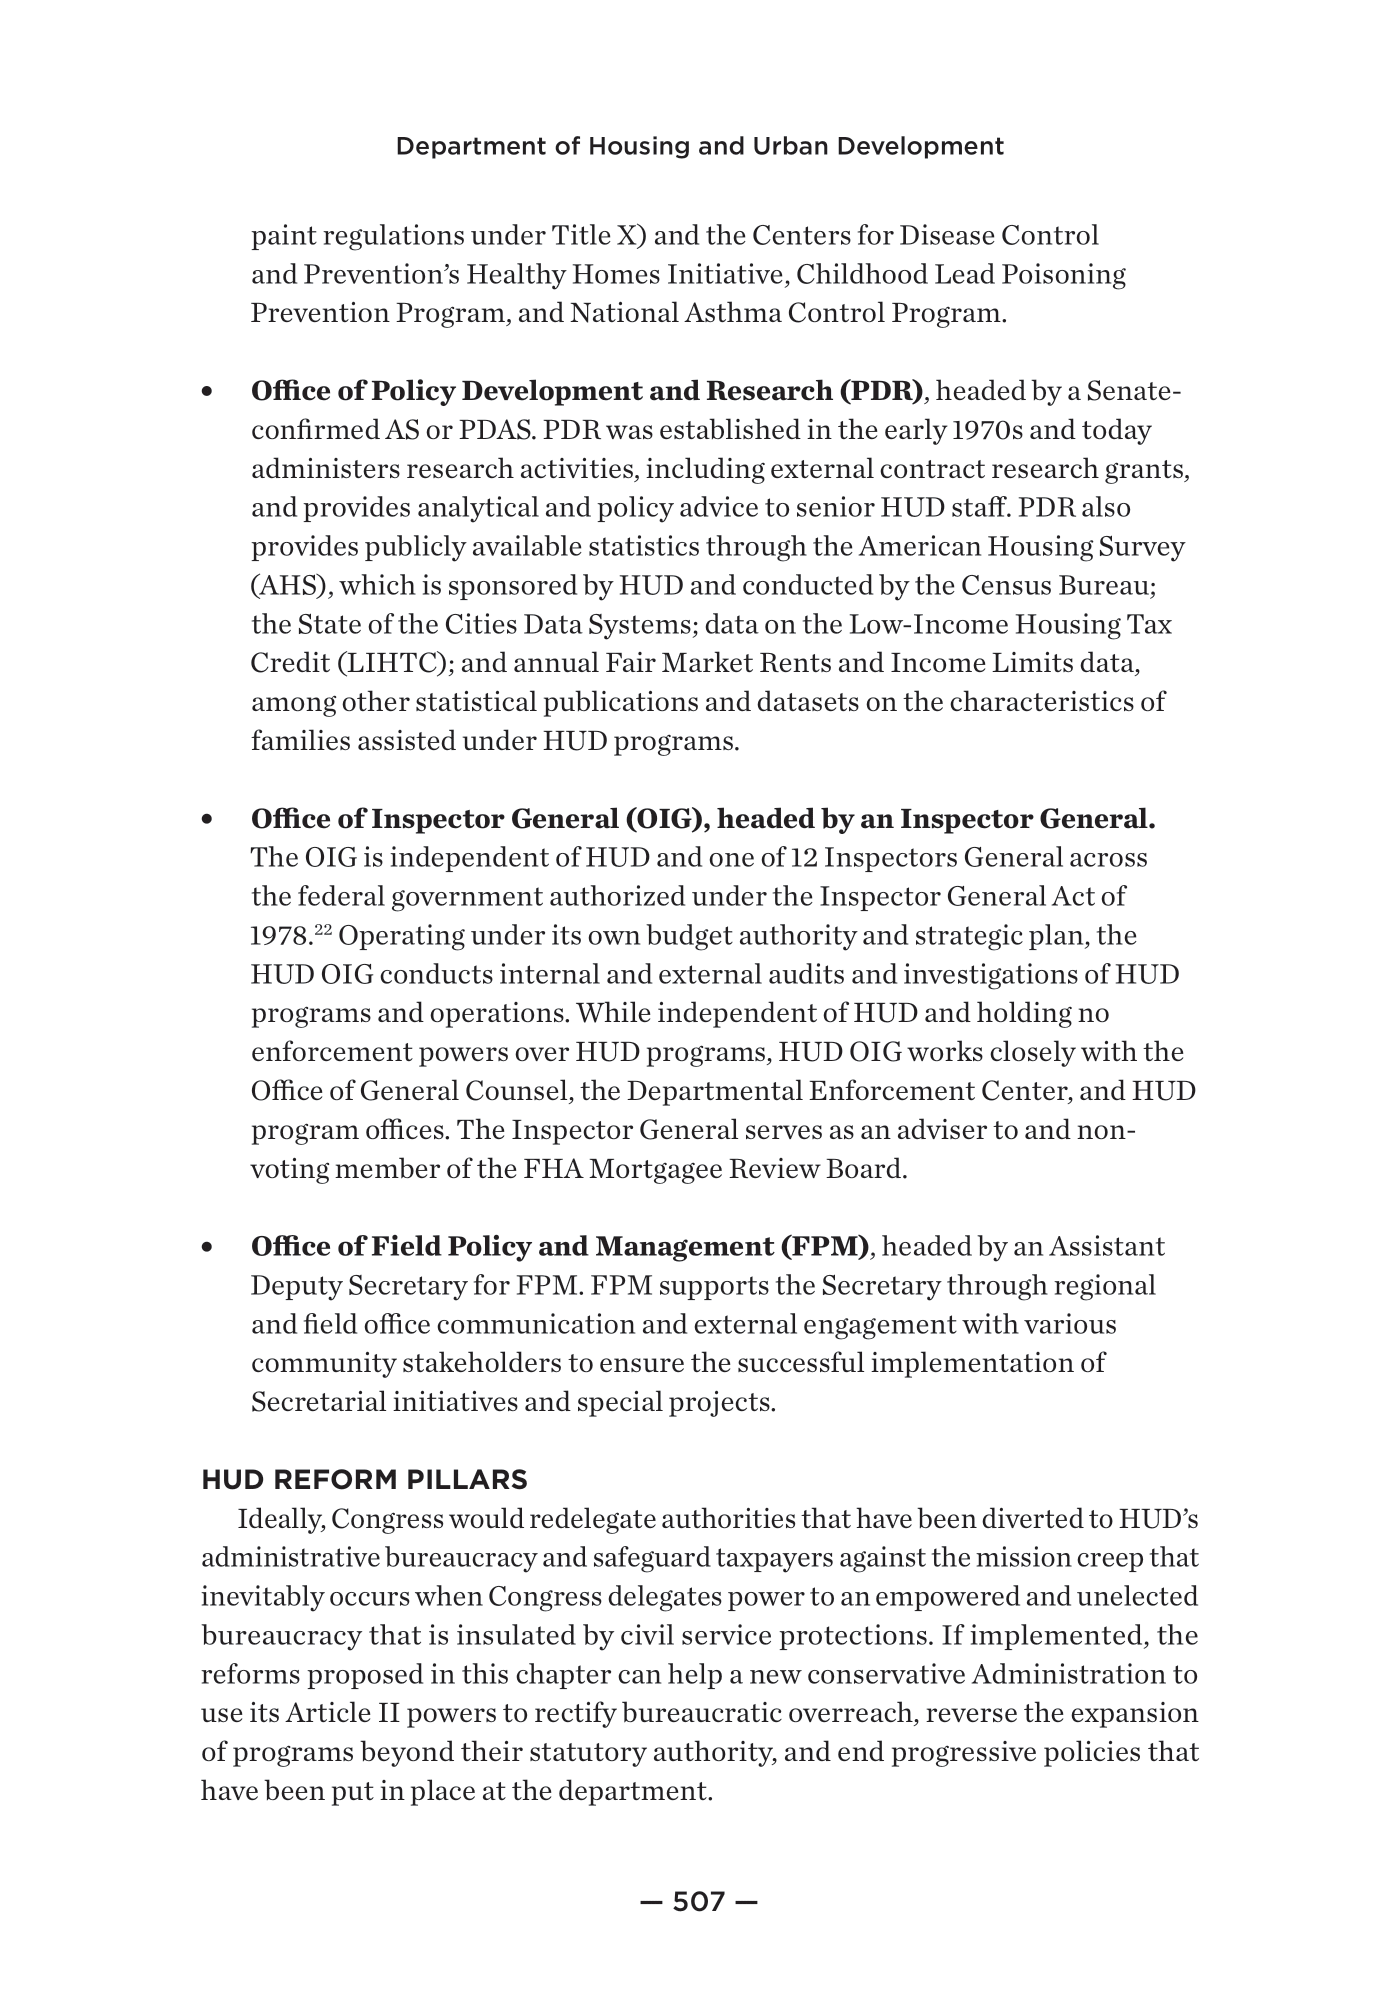 Department of Housing and Urban Development
paint regulations under Title X) and the Centers for Disease Control
and Prevention’s Healthy Homes Initiative, Childhood Lead Poisoning
Prevention Program, and National Asthma Control Program.
• Office of Policy Development and Research (PDR), headed by a Senate-
confirmed AS or PDAS. PDR was established in the early 1970s and today
administers research activities, including external contract research grants,
and provides analytical and policy advice to senior HUD staff. PDR also
provides publicly available statistics through the American Housing Survey
(AHS), which is sponsored by HUD and conducted by the Census Bureau;
the State of the Cities Data Systems; data on the Low-Income Housing Tax
Credit (LIHTC); and annual Fair Market Rents and Income Limits data,
among other statistical publications and datasets on the characteristics of
families assisted under HUD programs.
• Office of Inspector General (OIG), headed by an Inspector General.
The OIG is independent of HUD and one of 12 Inspectors General across
the federal government authorized under the Inspector General Act of
1978.22 Operating under its own budget authority and strategic plan, the
HUD OIG conducts internal and external audits and investigations of HUD
programs and operations. While independent of HUD and holding no
enforcement powers over HUD programs, HUD OIG works closely with the
Office of General Counsel, the Departmental Enforcement Center, and HUD
program offices. The Inspector General serves as an adviser to and non-
voting member of the FHA Mortgagee Review Board.
• Office of Field Policy and Management (FPM), headed by an Assistant
Deputy Secretary for FPM. FPM supports the Secretary through regional
and field office communication and external engagement with various
community stakeholders to ensure the successful implementation of
Secretarial initiatives and special projects.
HUD REFORM PILLARS
Ideally, Congress would redelegate authorities that have been diverted to HUD’s
administrative bureaucracy and safeguard taxpayers against the mission creep that
inevitably occurs when Congress delegates power to an empowered and unelected
bureaucracy that is insulated by civil service protections. If implemented, the
reforms proposed in this chapter can help a new conservative Administration to
use its Article II powers to rectify bureaucratic overreach, reverse the expansion
of programs beyond their statutory authority, and end progressive policies that
have been put in place at the department.
— 507 —